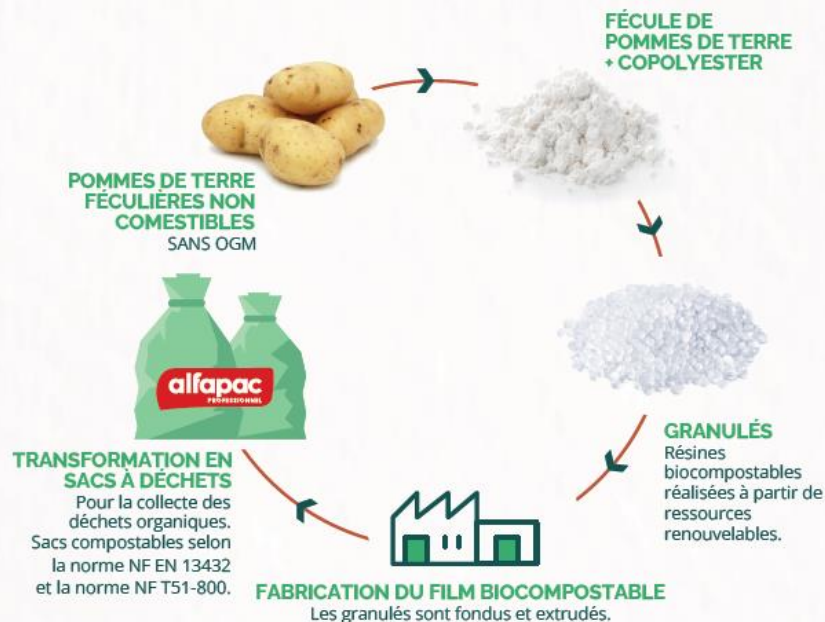 FÉCULE DE
POMMES DE TERRE
+ COPOLYESTER
POMMES DE TERRE
FÉCULIÈRES NON
COMESTIBLES
SANS OGM
GRANULÉS
Résines
biocompostables
réalisées à partir de
ressources
renouvelables.
FABRICATION DU FILM BIOCOMPOSTABLE
Les granulés sont fondus et extrudés.
alfapac
PROFESSIONNEL
TRANSFORMATION EN
SACS À DÉCHETS
Pour la collecte des
déchets organiques.
Sacs compostables selon
la norme NF EN 13432
et la norme NF T51-800.